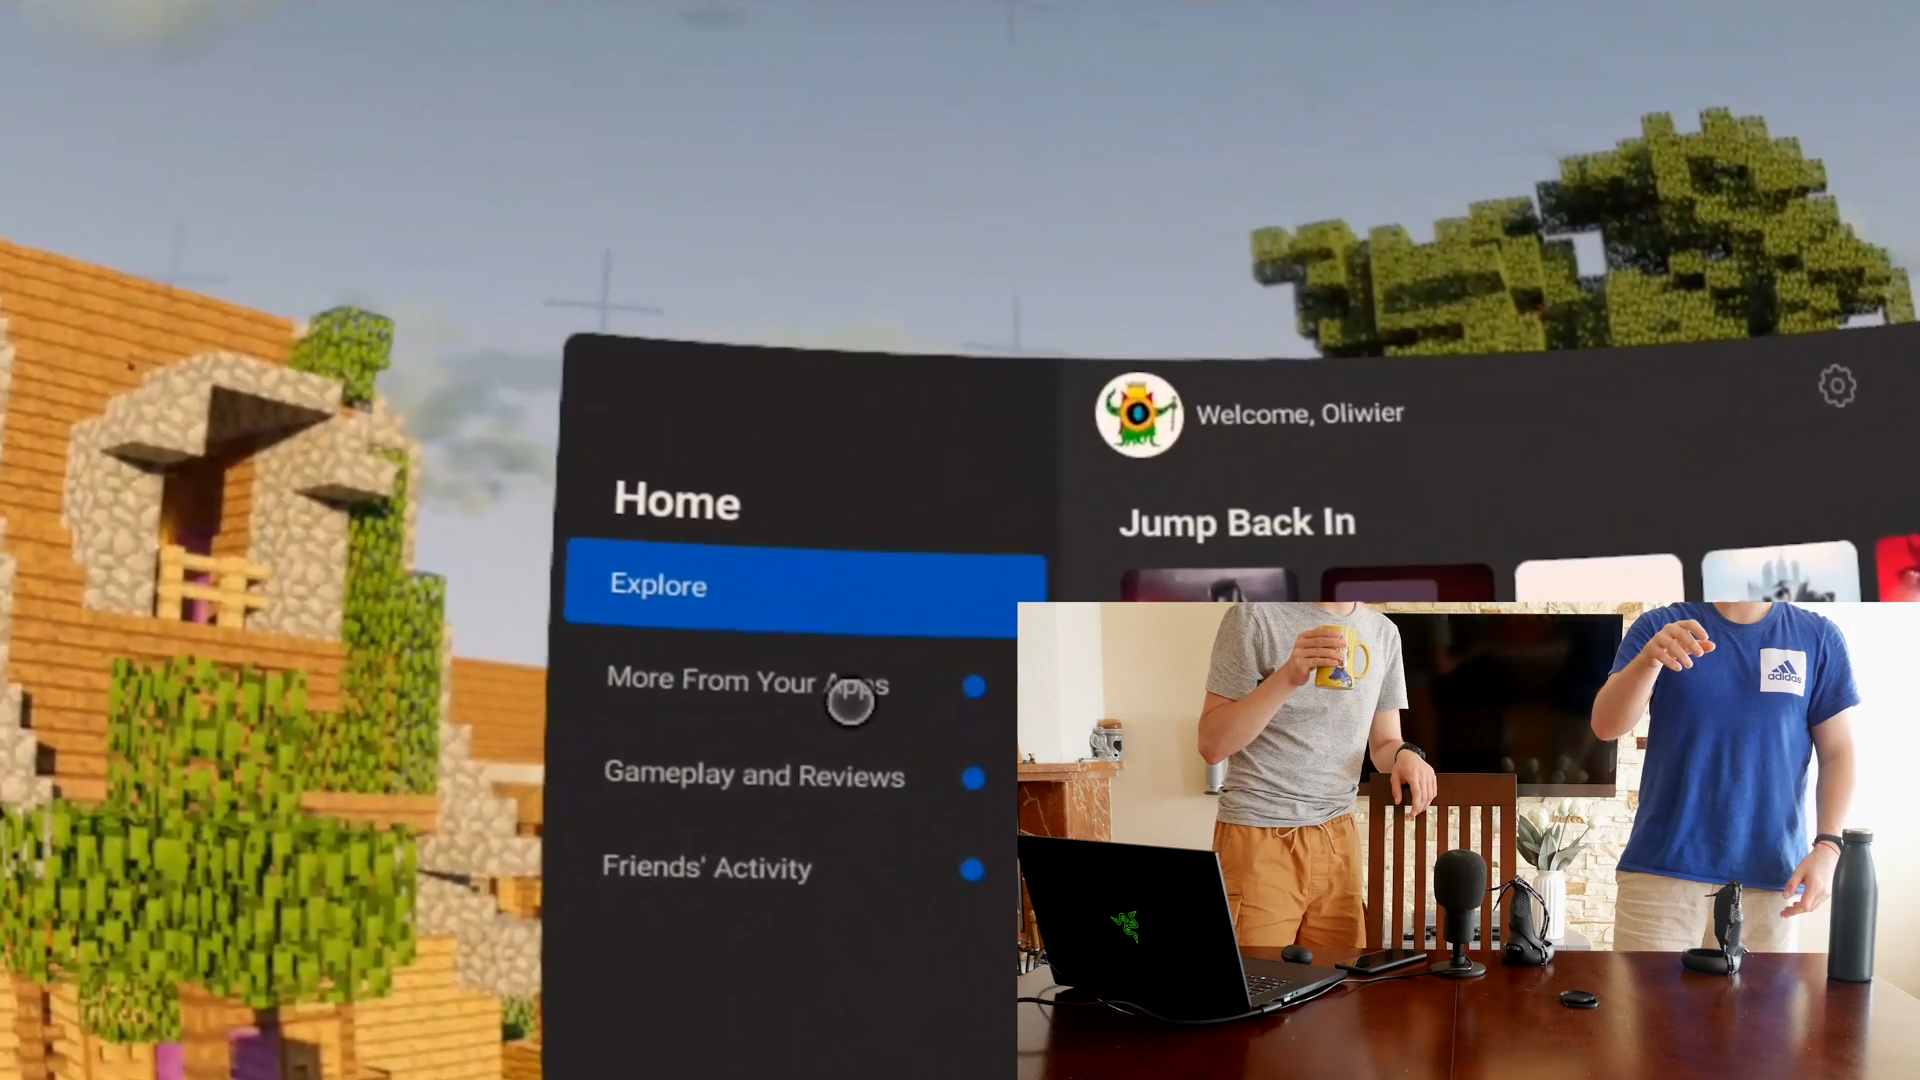 Welcome, Oliwier
Home
Jump Back In
Explore
More From Your Apps
Gameplay and Reviews
Friends' Activity
adidas